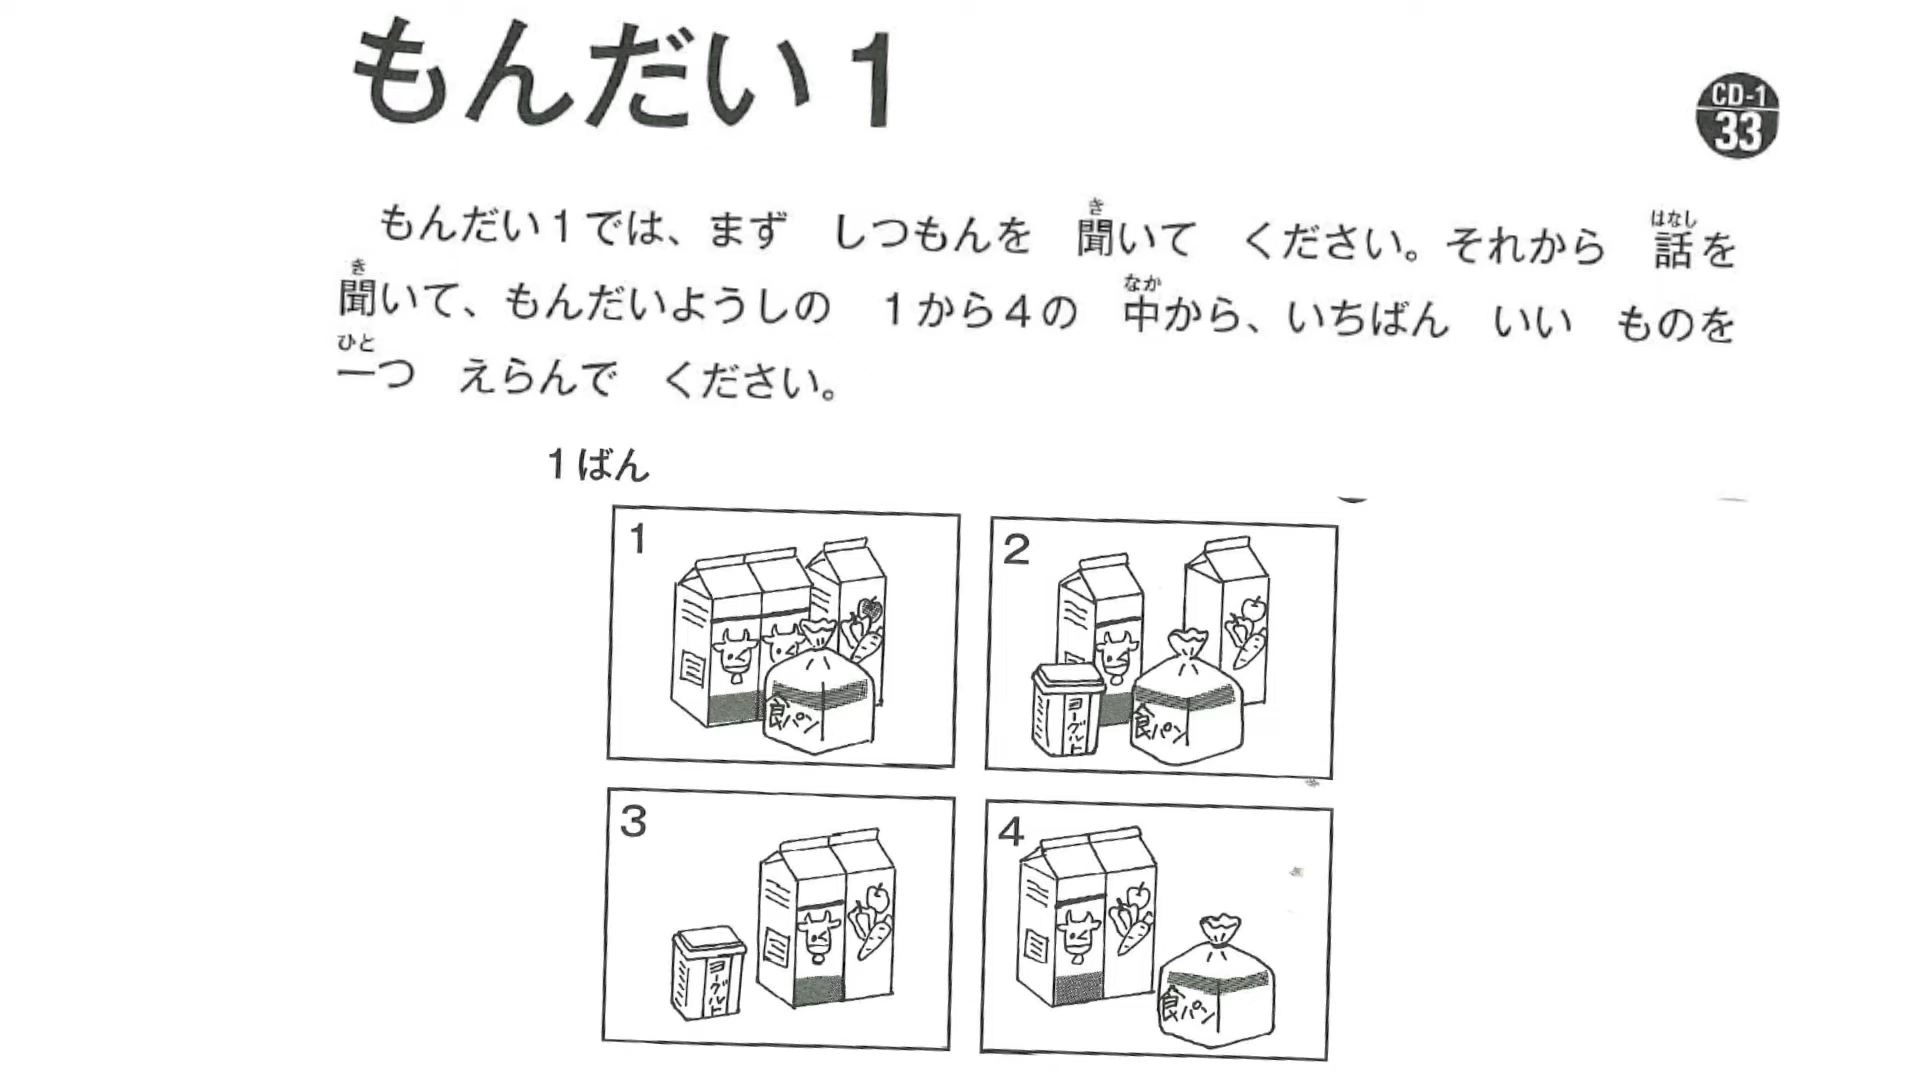 もんだい1
CD-1
33
もんだい1では、まず　しつもんを　聞いて　ください。それから　話を
聞いて、もんだいようしの　1から4の　中から、いちばん　いい　ものを
一つ　えらんで　ください。
1ばん
1
食パン
2
ヨーグルト
食パン
3
ヨーグルト
4
食パン